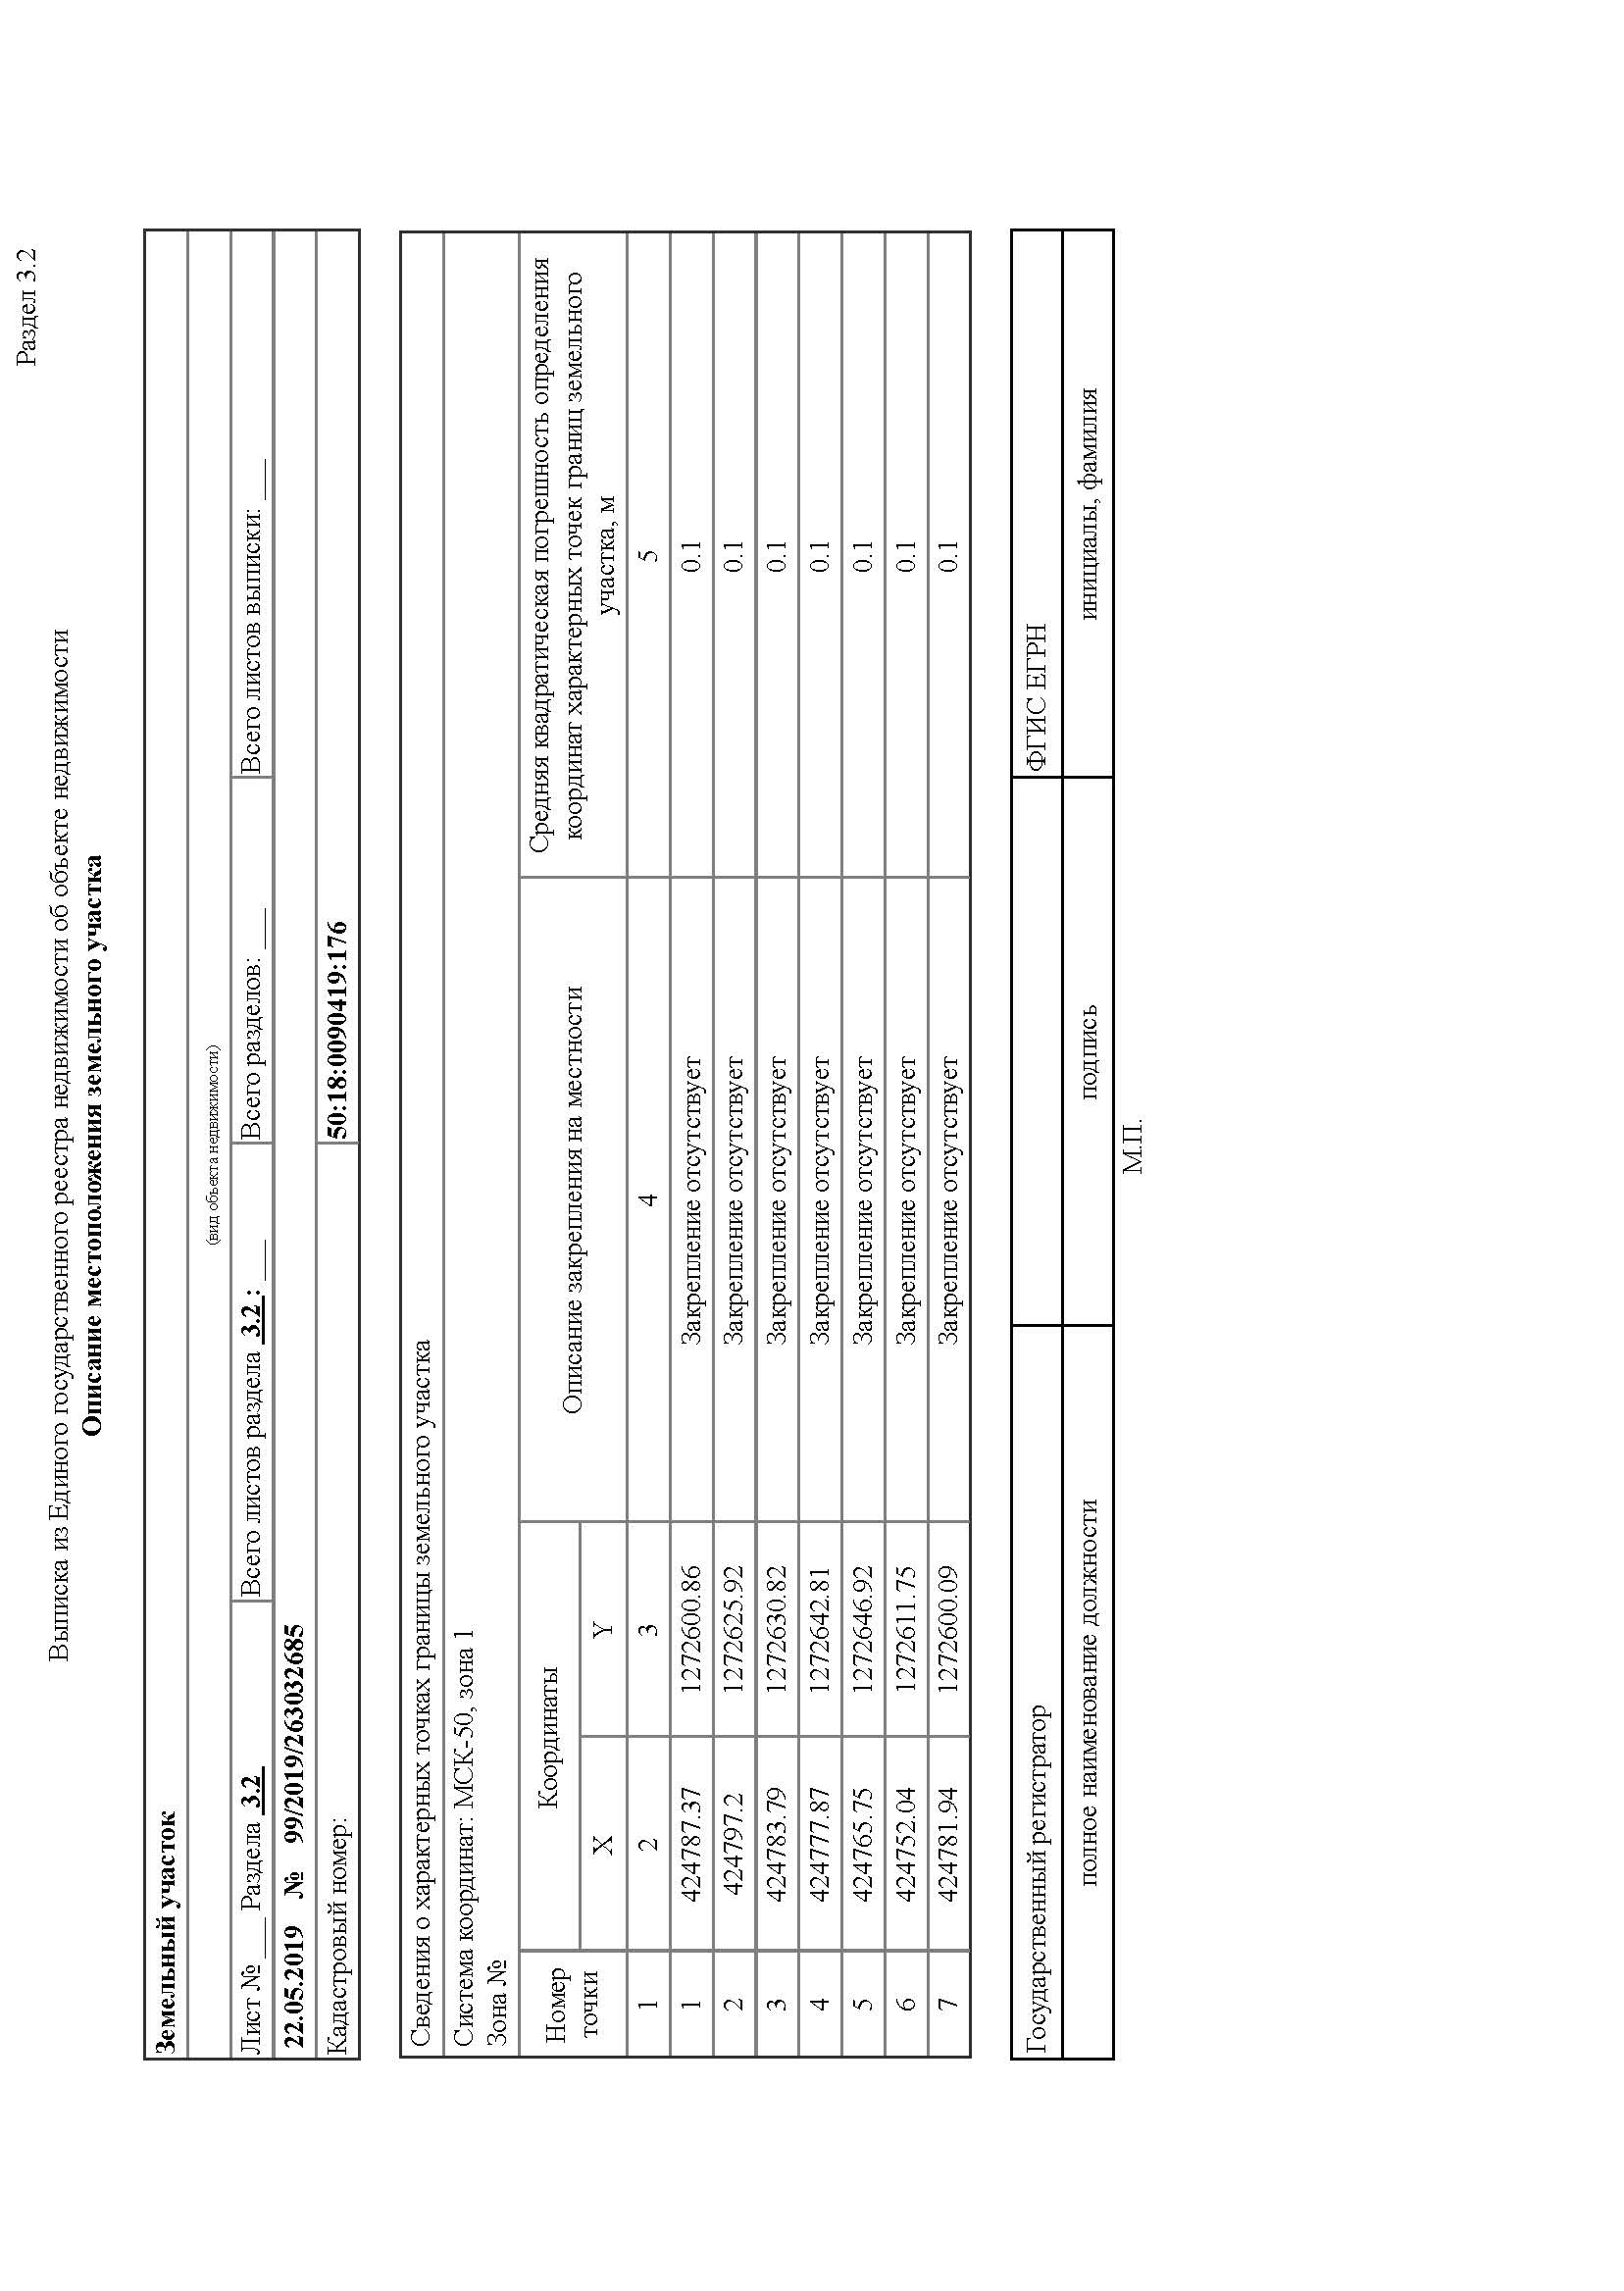 Раздел 3.2
Выписка из Единого государственного реестра недвижимости об объекте недвижимости
Описание местоположения земельного участка
Земельный участок
(вид объекта недвижимости)
Лист № ___ Раздела 3.2 Всего листов раздела 3.2 : ___ Всего разделов: ___ Всего листов выписки: ___
22.05.2019 № 99/2019/263032685
Кадастровый номер: 50:18:0090419:176
Сведения о характерных точках границы земельного участка
Система координат: МСК-50, зона 1
Зона №
Номер точки Координаты Описание закрепления на местности Средняя квадратическая погрешность определения
координат характерных точек границ земельного
участка, м
X Y
1 2 3 4 5
1 424787.37 1272600.86 Закрепление отсутствует 0.1
2 424797.2 1272625.92 Закрепление отсутствует 0.1
3 424783.79 1272630.82 Закрепление отсутствует 0.1
4 424777.87 1272642.81 Закрепление отсутствует 0.1
5 424765.75 1272646.92 Закрепление отсутствует 0.1
6 424752.04 1272611.75 Закрепление отсутствует 0.1
7 424781.94 1272600.09 Закрепление отсутствует 0.1
Государственный регистратор ФГИС ЕГРН
полное наименование должности подпись инициалы, фамилия
М.П.